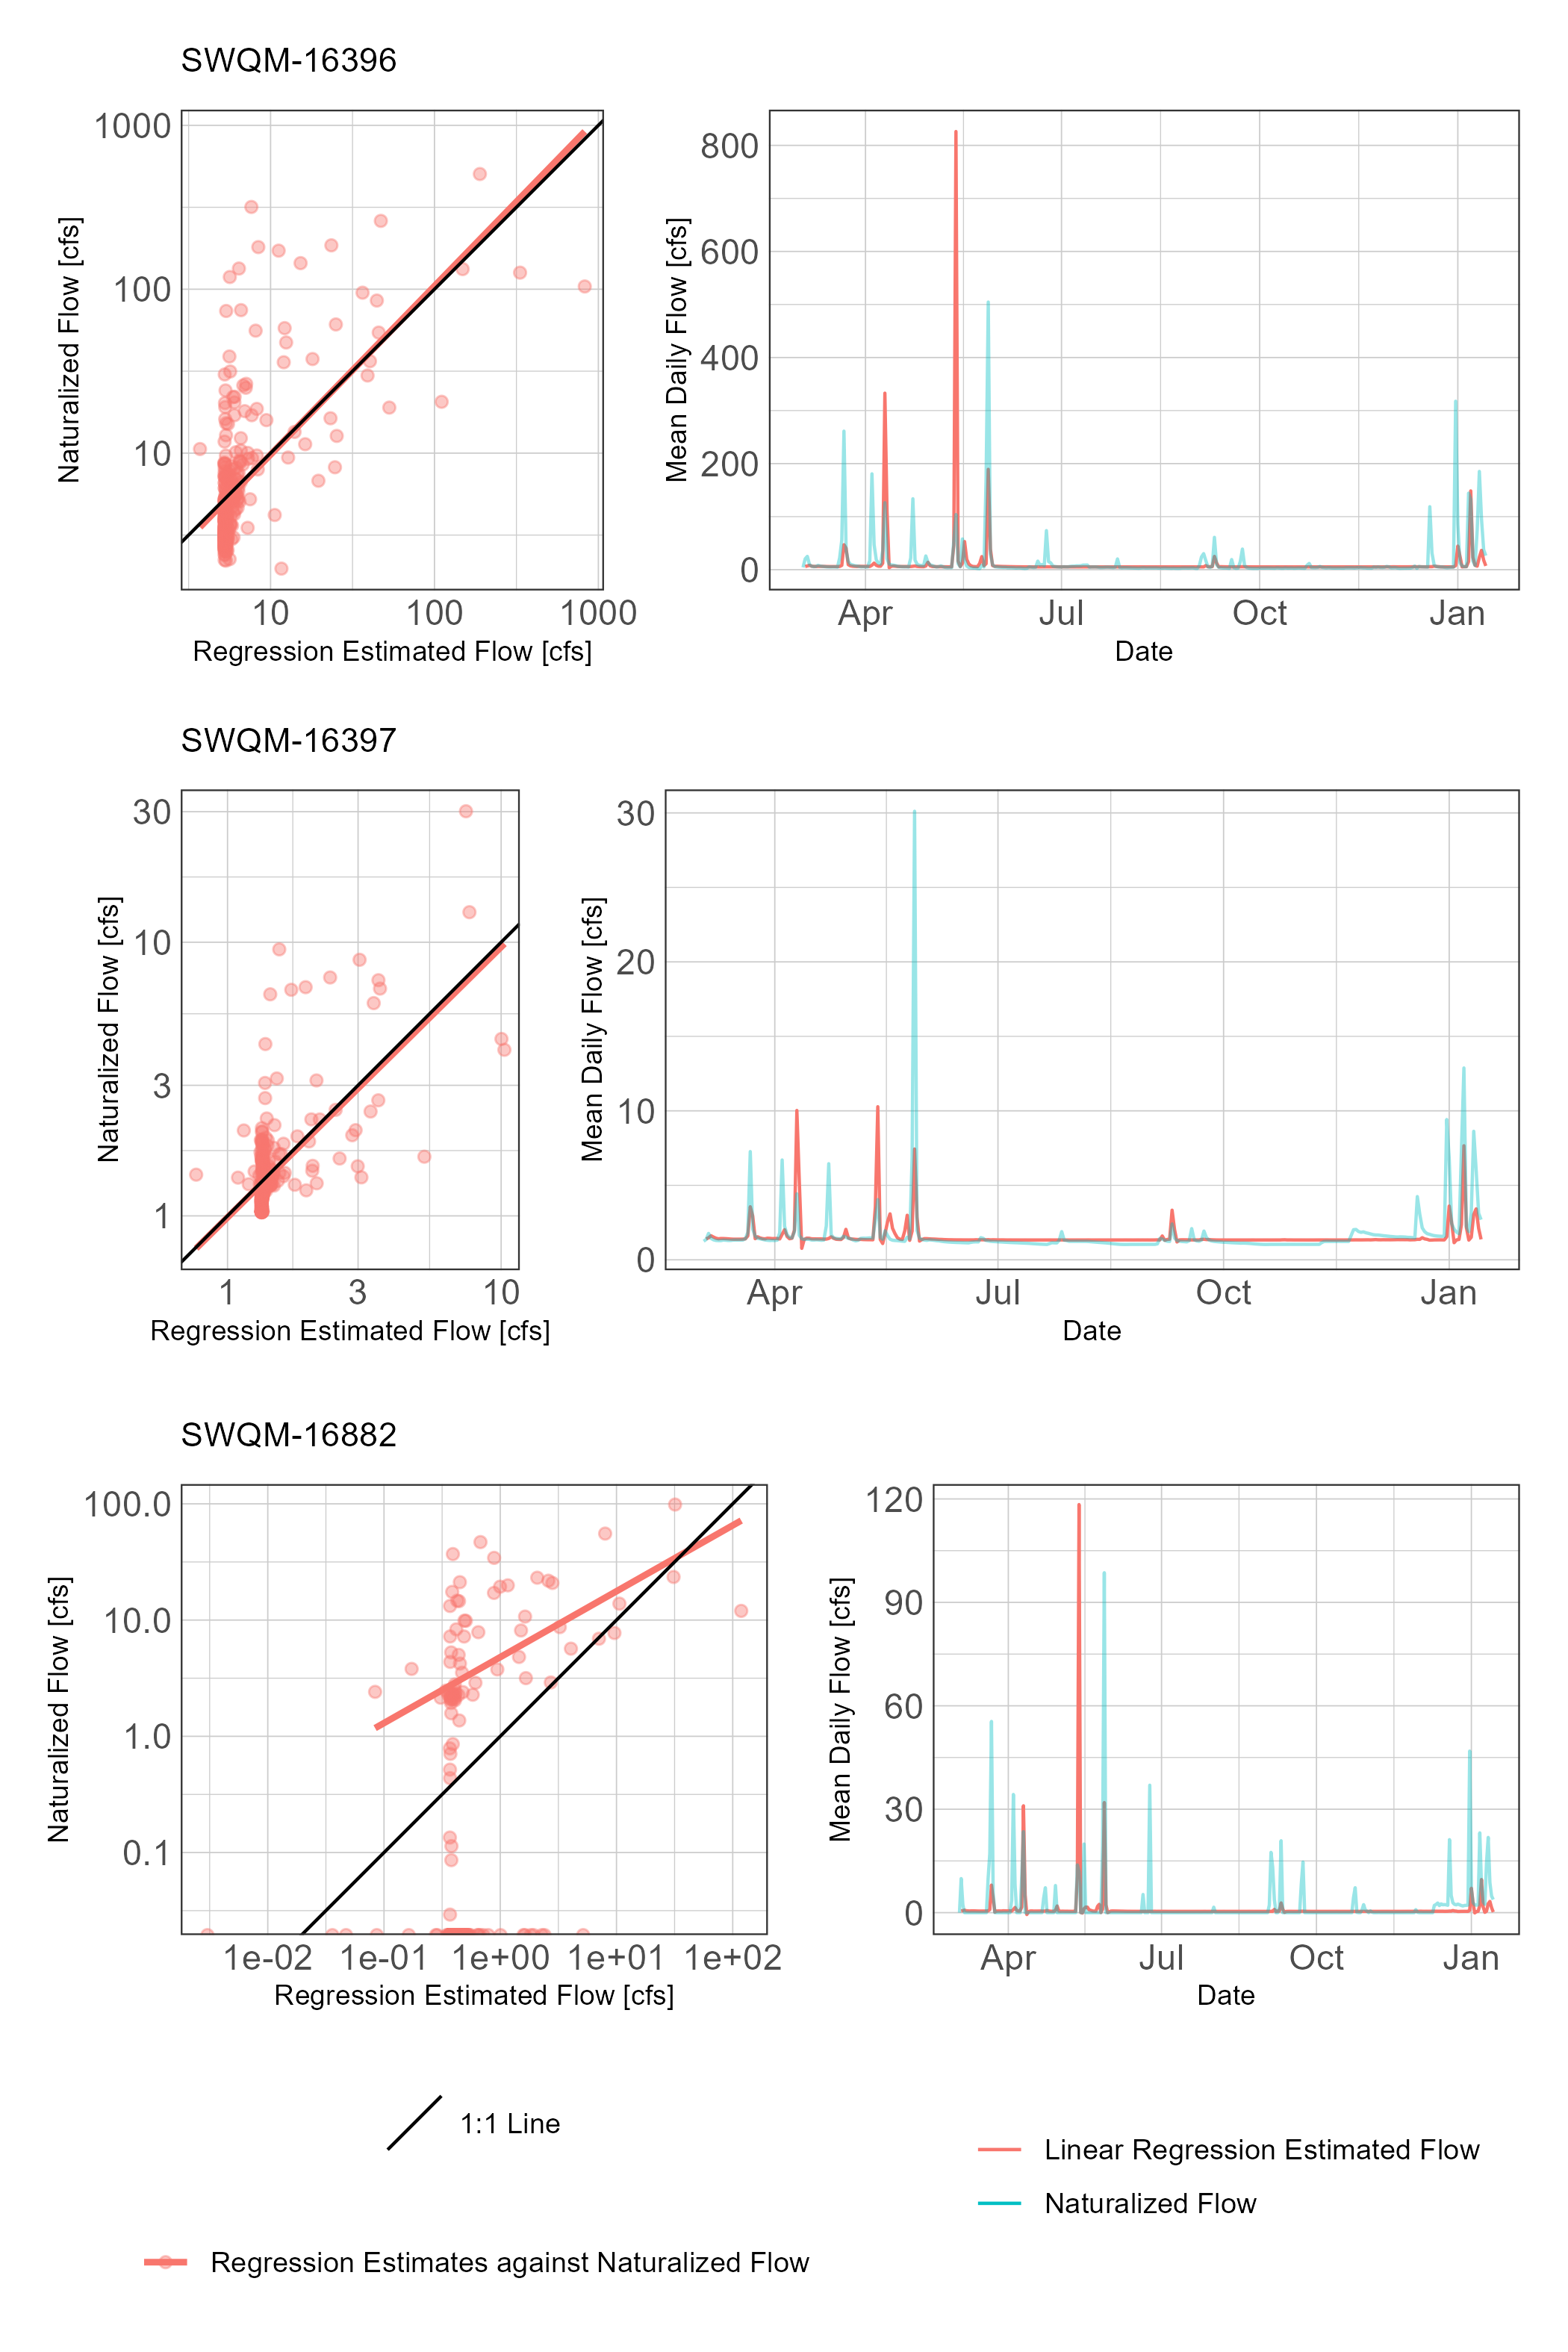 SWQM-16396
1000
100
10
Naturalized Flow [cfs]
10 100 1000
Regression Estimated Flow [cfs]
800
600
400
200
0
Mean Daily Flow [cfs]
Apr Jul Oct Jan
Date
SWQM-16397
30
10
3
1
Naturalized Flow [cfs]
1 3 10
Regression Estimated Flow [cfs]
30
20
10
0
Mean Daily Flow [cfs]
Apr Jul Oct Jan
Date
SWQM-16882
100.0
10.0
1.0
0.1
Naturalized Flow [cfs]
1e-02 1e-01 1e+00 1e+01 1e+02
Regression Estimated Flow [cfs]
120
90
60
30
0
Mean Daily Flow [cfs]
Apr Jul Oct Jan
Date
1:1 Line
Linear Regression Estimated Flow
Naturalized Flow
Regression Estimates against Naturalized Flow